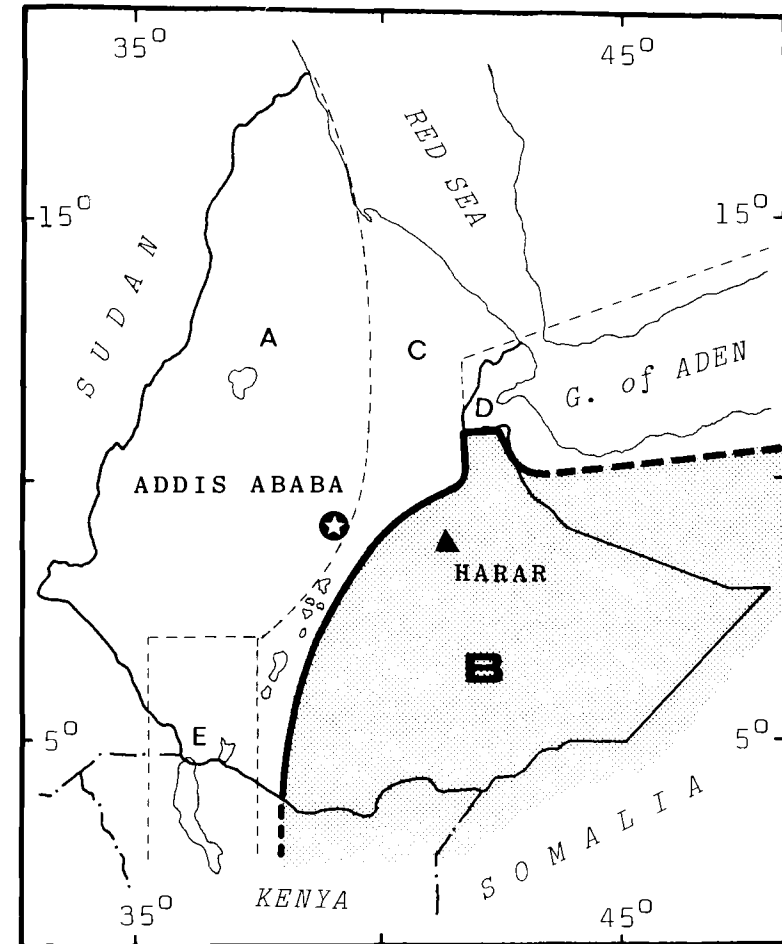 35° 45°
RED SEA
15° 15°
SUDAN
A
C
G. of ADEN
D
ADDIS ABABA
HARAR
B
E
5° 5°
SOMALIA
KENYA
35° 45°